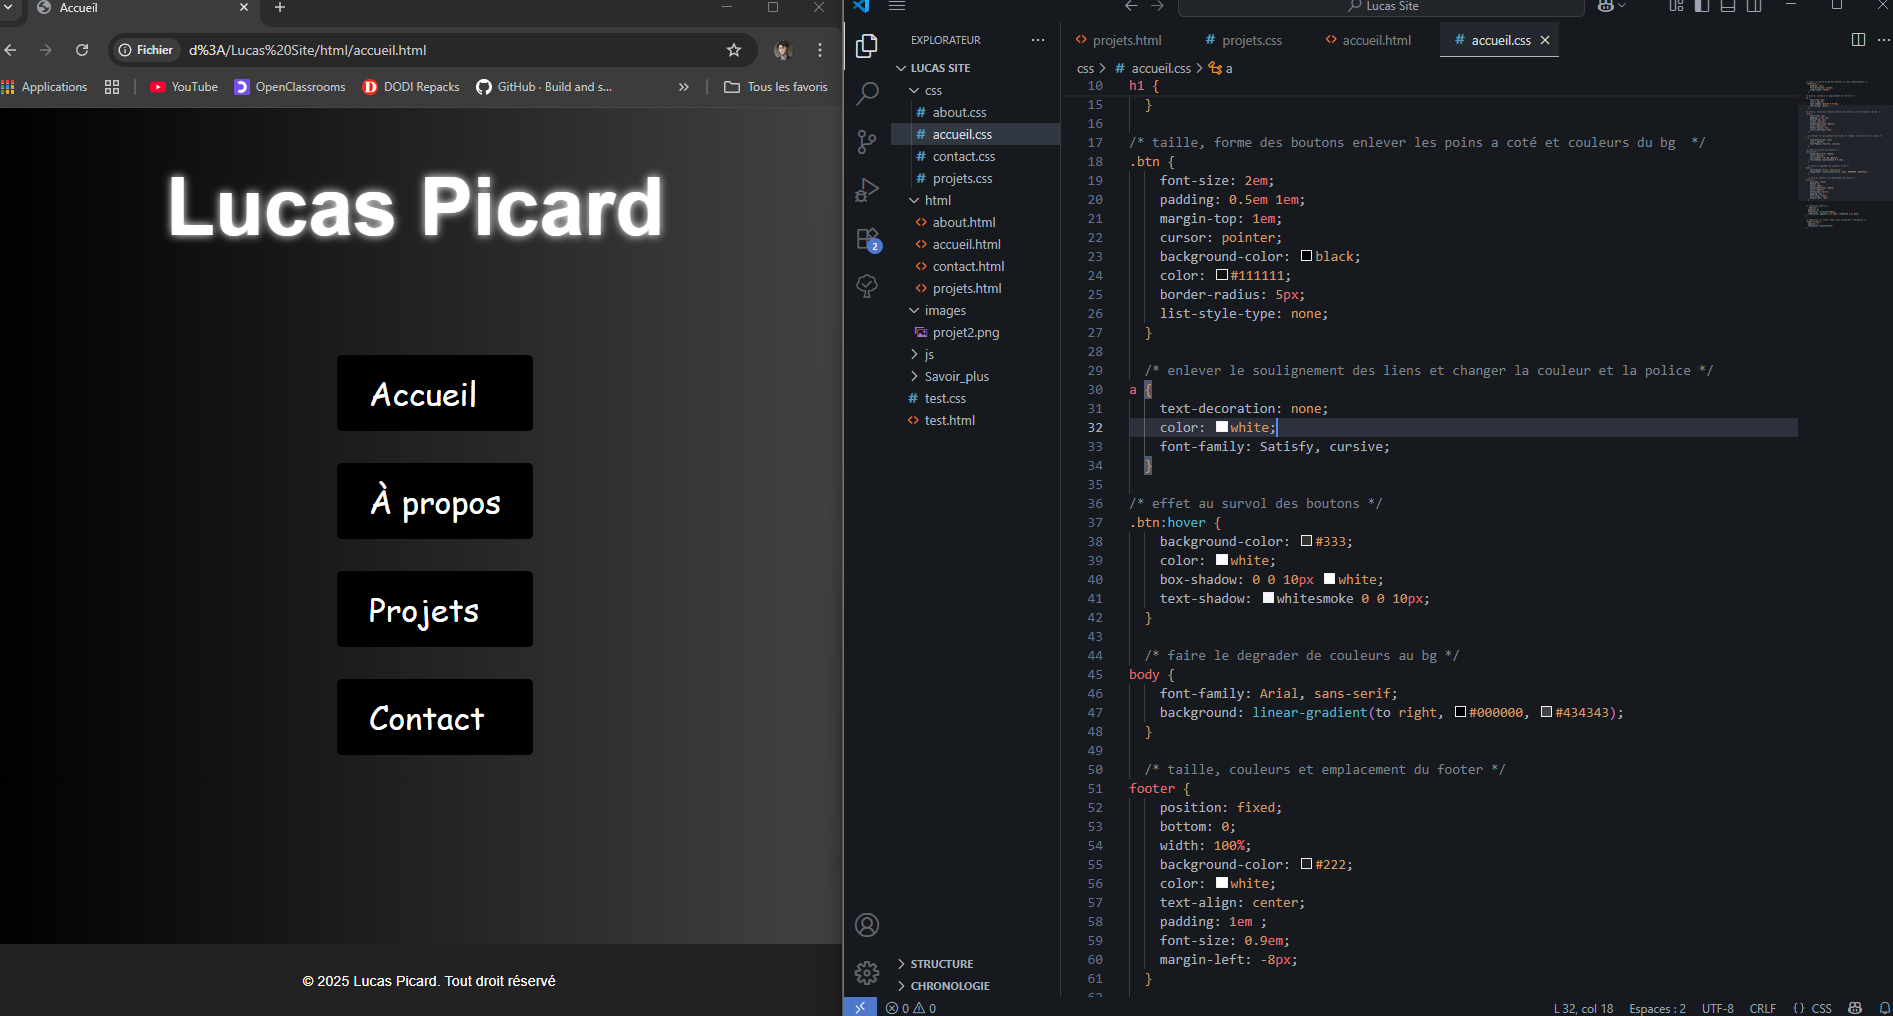 Accueil
Fichier d%3A/Lucas%20Site/html/accueil.html
Applications YouTube OpenClassrooms DODI Repacks GitHub · Build and s... » Tous les favoris
Lucas Picard
Accueil
À propos
Projets
Contact
© 2025 Lucas Picard. Tout droit réservé
Lucas Site
EXPLORATEUR
LUCAS SITE
css
# about.css
# accueil.css
# contact.css
# projets.css
html
<> about.html
<> accueil.html
<> contact.html
<> projets.html
images
projet2.png
js
Savoir_plus
# test.css
<> test.html
2
STRUCTURE
CHRONOLOGIE
<> projets.html # projets.css <> accueil.html # accueil.css
css > # accueil.css > a
10 h1 {
15 }
16
17 /* taille, forme des boutons enlever les poins a coté et couleurs du bg */
18 .btn {
19 font-size: 2em;
20 padding: 0.5em 1em;
21 margin-top: 1em;
22 cursor: pointer;
23 background-color: black;
24 color: #111111;
25 border-radius: 5px;
26 list-style-type: none;
27 }
28
29 /* enlever le soulignement des liens et changer la couleur et la police */
30 a {
31 text-decoration: none;
32 color: white;
33 font-family: Satisfy, cursive;
34 }
35
36 /* effet au survol des boutons */
37 .btn:hover {
38 background-color: #333;
39 color: white;
40 box-shadow: 0 0 10px white;
41 text-shadow: whitesmoke 0 0 10px;
42 }
43
44 /* faire le degrader de couleurs au bg */
45 body {
46 font-family: Arial, sans-serif;
47 background: linear-gradient(to right, #000000, #434343);
48 }
49
50 /* taille, couleurs et emplacement du footer */
51 footer {
52 position: fixed;
53 bottom: 0;
54 width: 100%;
55 background-color: #222;
56 color: white;
57 text-align: center;
58 padding: 1em ;
59 font-size: 0.9em;
60 margin-left: -8px;
61 }
0 0 L 32, col 18 Espaces : 2 UTF-8 CRLF {} CSS